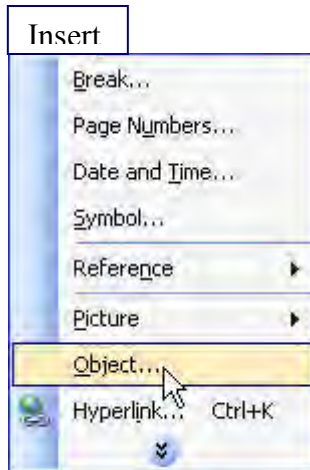 Insert
Break...
Page Numbers...
Date and Time...
Symbol...
Reference
Picture
Object...
Hyperlink... Ctrl+K